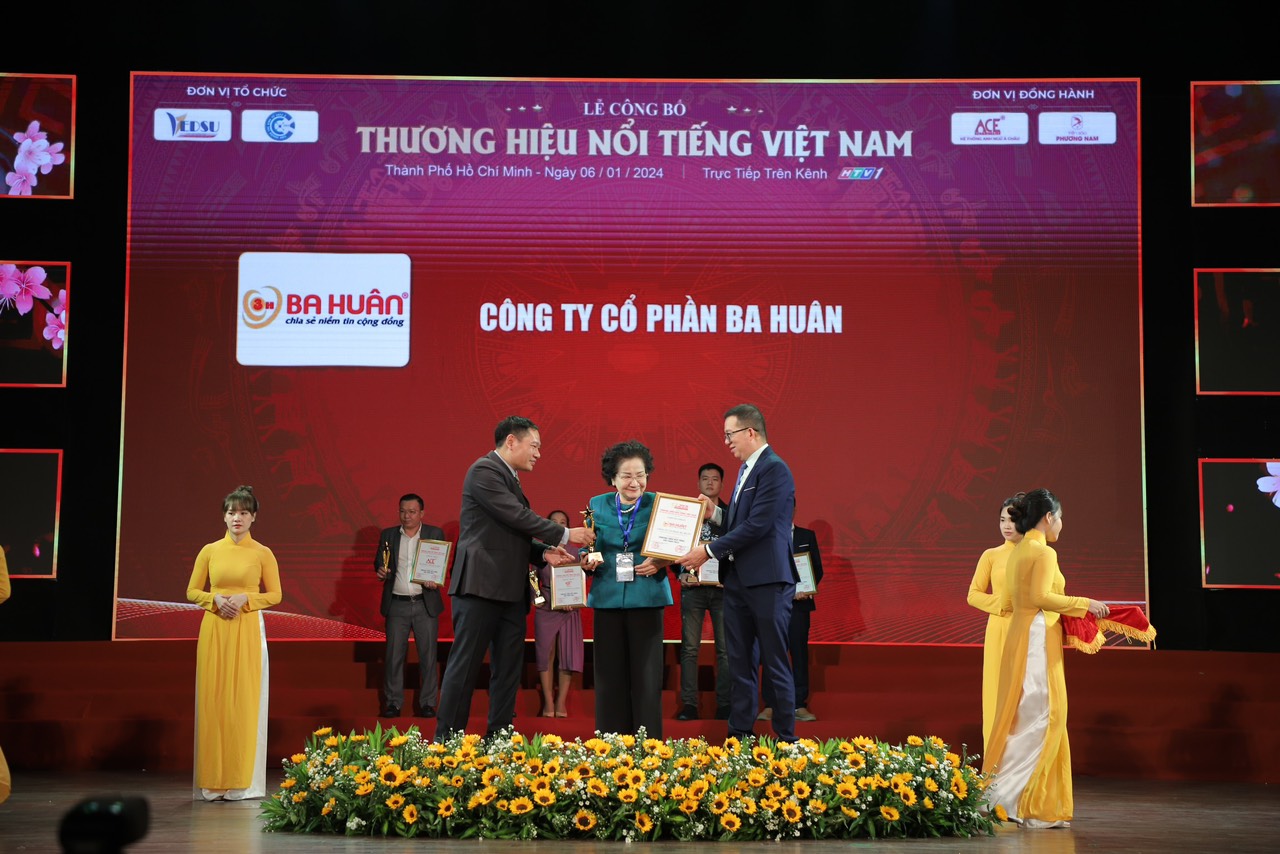 ĐƠN VỊ TỔ CHỨC
VEDSU
LỄ CÔNG BỐ
THƯƠNG HIỆU NỔI TIẾNG VIỆT NAM
Thành Phố Hồ Chí Minh - Ngày 06 / 01 / 2024 | Trực Tiếp Trên Kênh HTV1
ĐƠN VỊ ĐỒNG HÀNH
ACE
PHƯƠNG NAM
3H BA HUÂN®
chia sẻ niềm tin cộng đồng
CÔNG TY CỔ PHẦN BA HUÂN